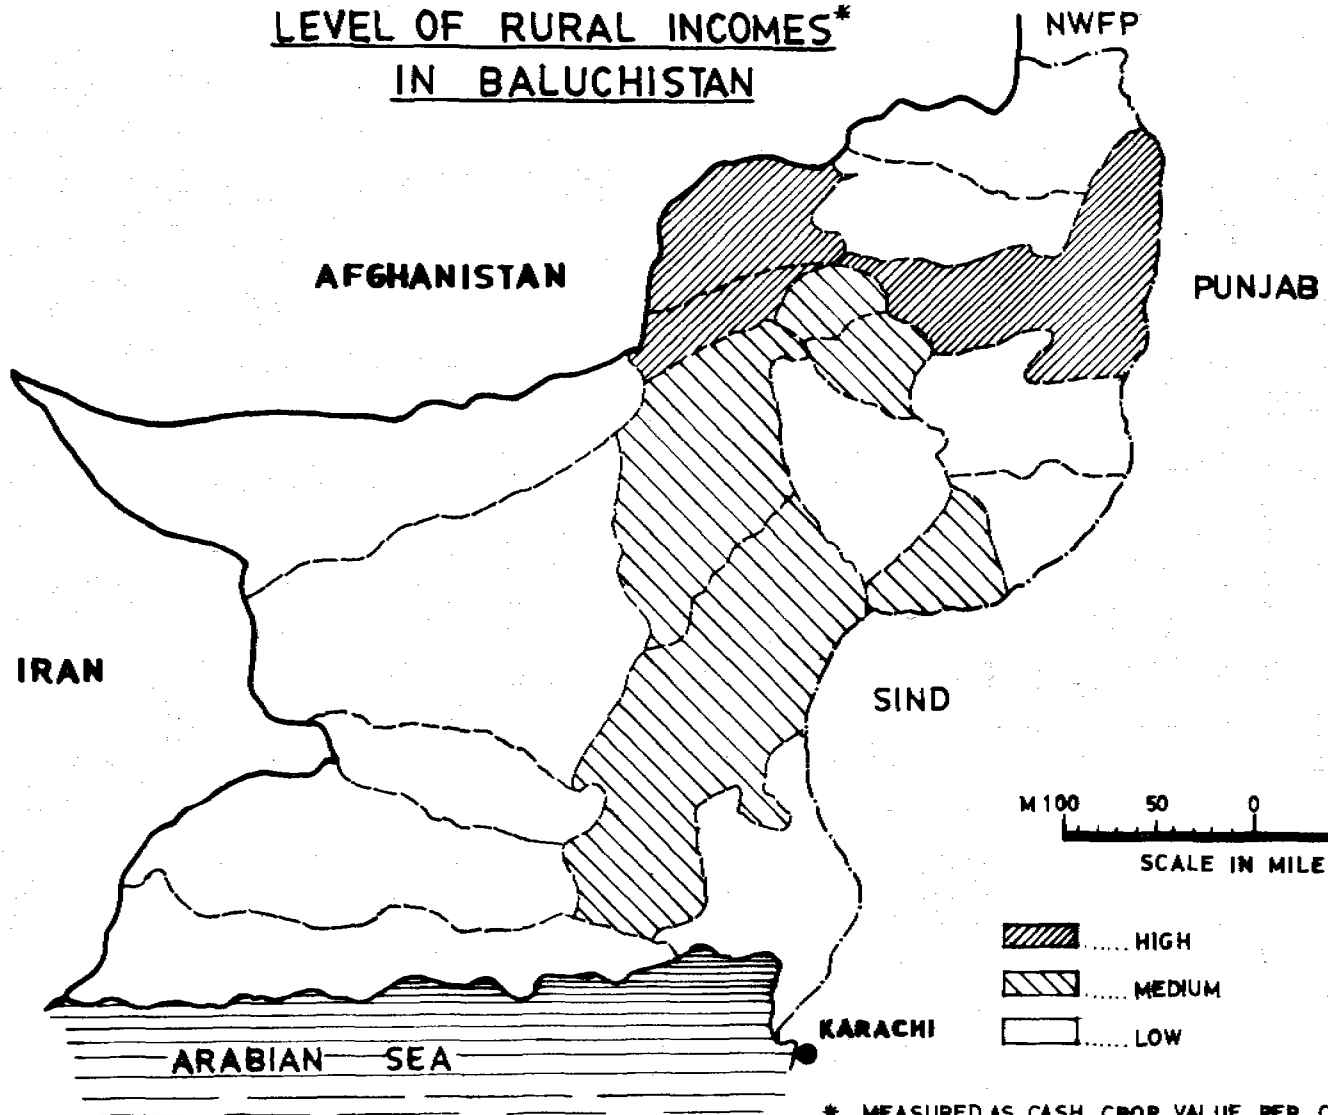 LEVEL OF RURAL INCOMES*
IN BALUCHISTAN
NWFP
AFGHANISTAN
PUNJAB
IRAN
SIND
M 100 50 0
SCALE IN MILE
HIGH
MEDIUM
LOW
KARACHI
ARABIAN SEA
* MEASURED AS CASH CROP VALUE PER